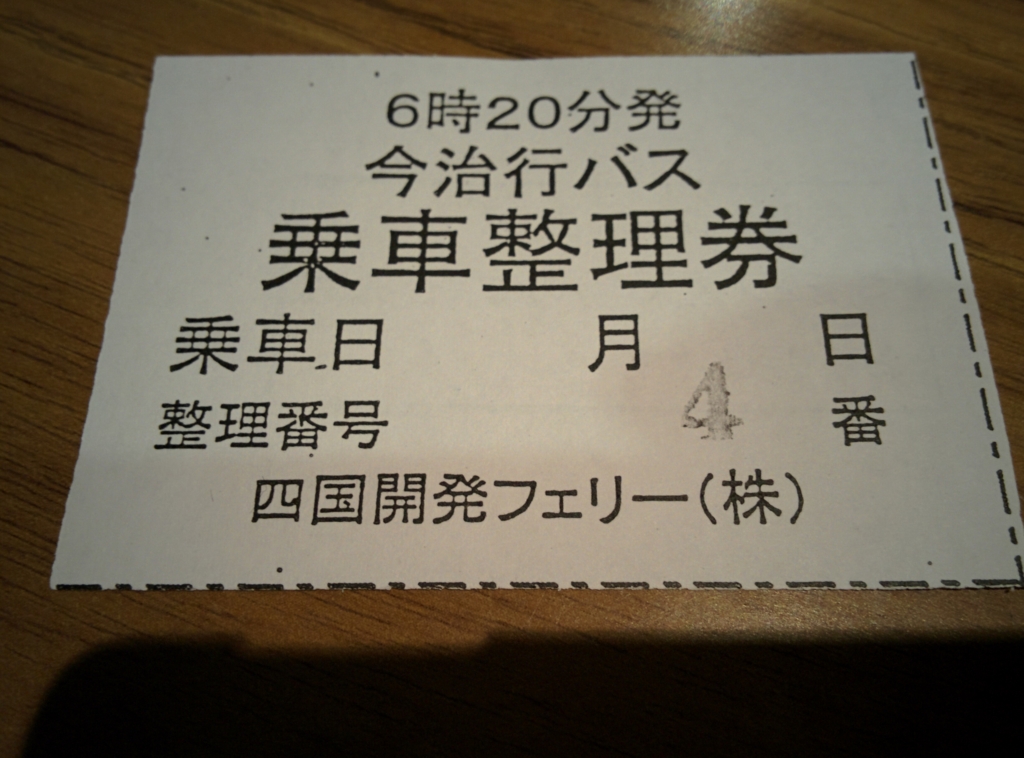 6時20分発
今治行バス
乗車整理券
乗車日 月 日
整理番号 4 番
四国開発フェリー(株)